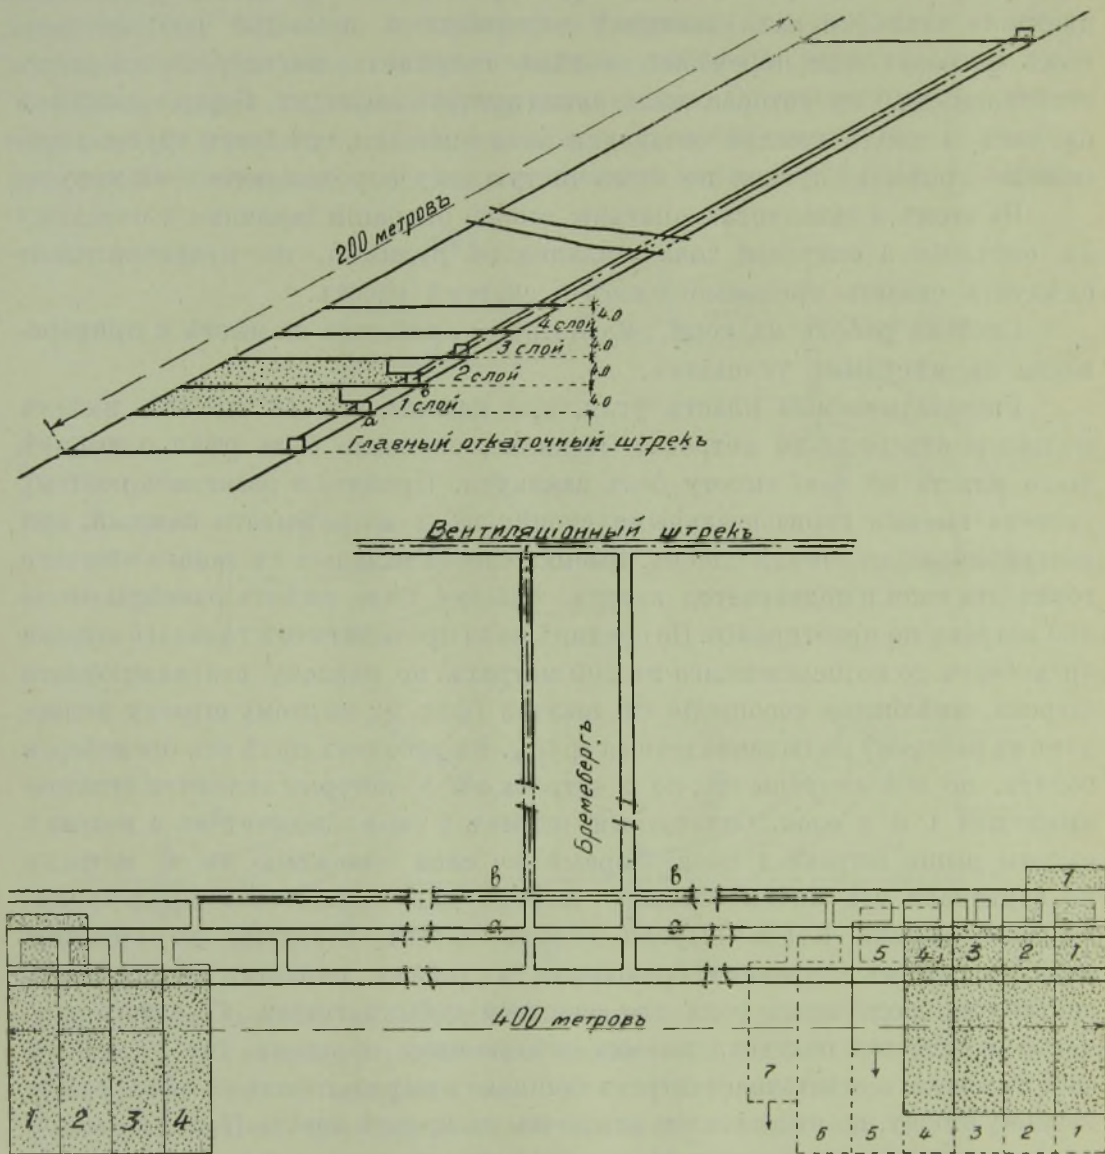 200 метровъ
4 слой 4.0
3 слой 4.0
2 слой 4.0
в
1 слой 4.0
а
Главный откаточный штрекъ
Вентиляціонный штрекъ
Бремсбергъ.
в в
1
а а
5 4 3 2 1
400 метровъ
7
1 2 3 4
6 5 4 3 2 1